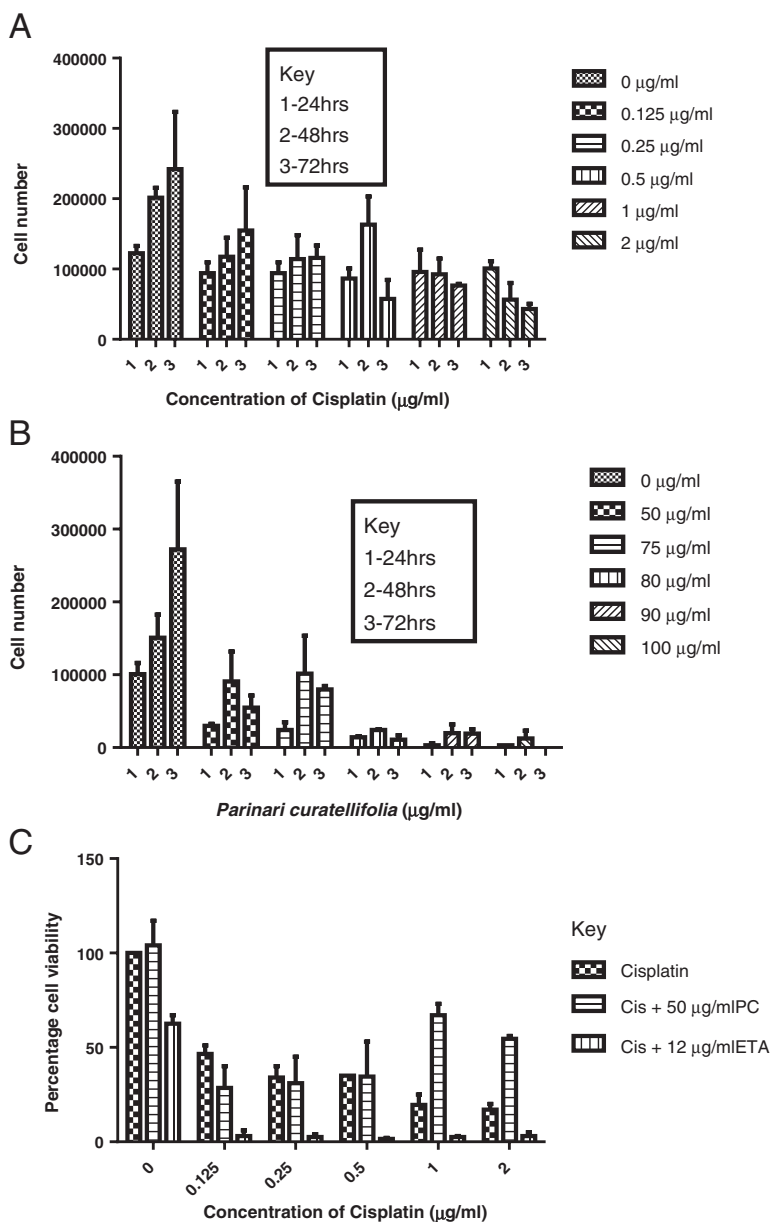 A
400000
300000
200000
100000
0
Cell number
Key
1-24hrs
2-48hrs
3-72hrs
0 μg/ml
0.125 μg/ml
0.25 μg/ml
0.5 μg/ml
1 μg/ml
2 μg/ml
1 2 3 1 2 3 1 2 3 1 2 3 1 2 3 1 2 3
Concentration of Cisplatin (μg/ml)
B
400000
300000
200000
100000
0
Cell number
Key
1-24hrs
2-48hrs
3-72hrs
0 μg/ml
50 μg/ml
75 μg/ml
80 μg/ml
90 μg/ml
100 μg/ml
1 2 3 1 2 3 1 2 3 1 2 3 1 2 3 1 2 3
Parinari curatellifolia (μg/ml)
C
150
100
50
0
Percentage cell viability
Key
Cisplatin
Cis + 50 μg/mlPC
Cis + 12 μg/mlETA
0 0.125 0.25 0.5 1 2
Concentration of Cisplatin (μg/ml)